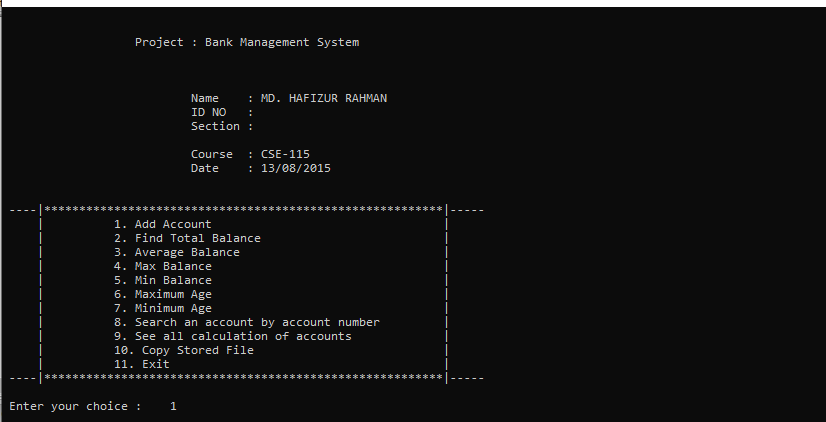 Project : Bank Management System
Name : MD. HAFIZUR RAHMAN
ID NO :
Section :
Course : CSE-115
Date : 13/08/2015
----|*********************************************************|-----
| 1. Add Account |
| 2. Find Total Balance |
| 3. Average Balance |
| 4. Max Balance |
| 5. Min Balance |
| 6. Maximum Age |
| 7. Minimum Age |
| 8. Search an account by account number |
| 9. See all calculation of accounts |
| 10. Copy Stored File |
| 11. Exit |
----|*********************************************************|-----
Enter your choice : 1